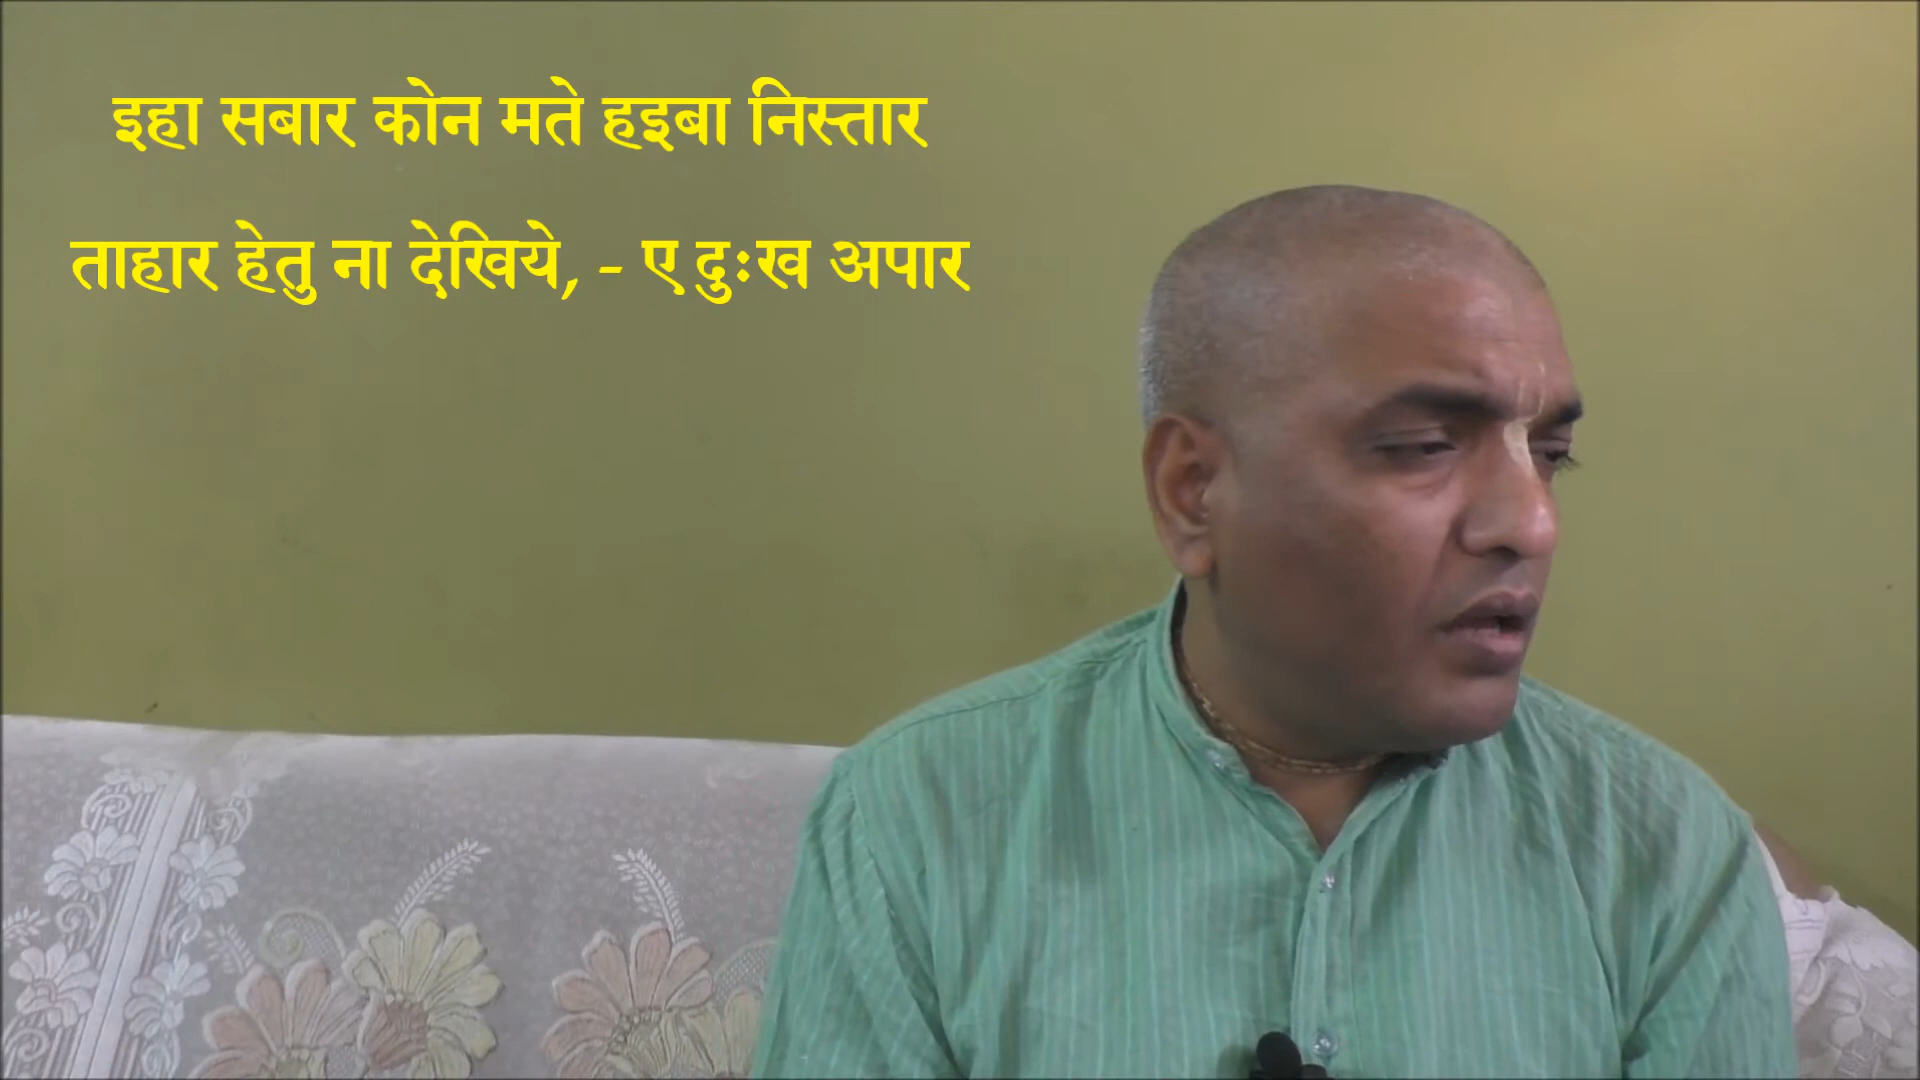 इहा सबार कोन मते हइबा निस्तार
ताहार हेतु ना देखिये, - ए दुःख अपार